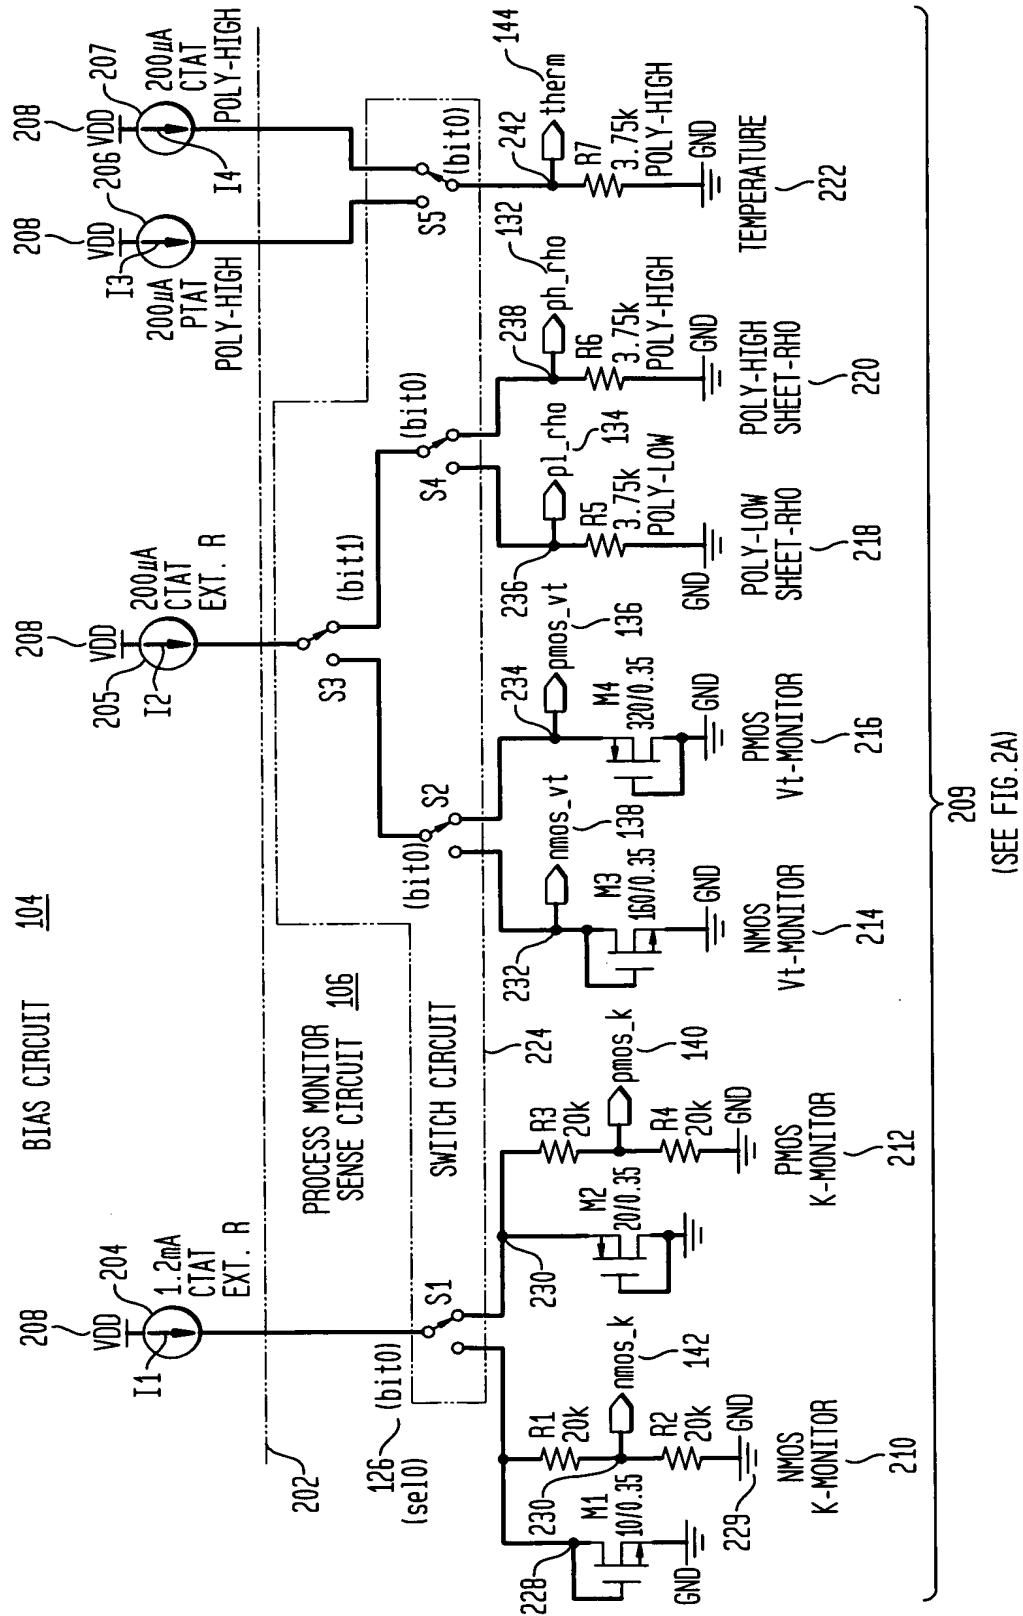 BIAS CIRCUIT
104
208
VDD
204
I1
1.2mA
CTAT
EXT. R
208
VDD
205
I2
200µA
CTAT
EXT. R
208
VDD
206
I3
200µA
PTAT
POLY-HIGH
208
VDD
207
I4
200µA
CTAT
POLY-HIGH
202
PROCESS MONITOR
SENSE CIRCUIT
106
126
(sel0)
(bit0)
S1
SWITCH CIRCUIT
224
S3
(bit1)
(bit0)
S2
S4
(bit0)
S5
(bit0)
228
M1
10/0.35
GND
R1
20k
230
nmos_k
142
R2
20k
229
GND
NMOS
K-MONITOR
210
230
M2
20/0.35
R3
20k
pmos_k
140
R4
20k
GND
PMOS
K-MONITOR
212
232
nmos_vt
138
M3
160/0.35
GND
NMOS
Vt-MONITOR
214
234
pmos_vt
136
M4
320/0.35
GND
PMOS
Vt-MONITOR
216
236
pl_rho
134
R5
3.75k
POLY-LOW
GND
POLY-LOW
SHEET-RHO
218
238
ph_rho
132
R6
3.75k
POLY-HIGH
GND
POLY-HIGH
SHEET-RHO
220
242
therm
144
R7
3.75k
POLY-HIGH
GND
TEMPERATURE
222
209
(SEE FIG.2A)